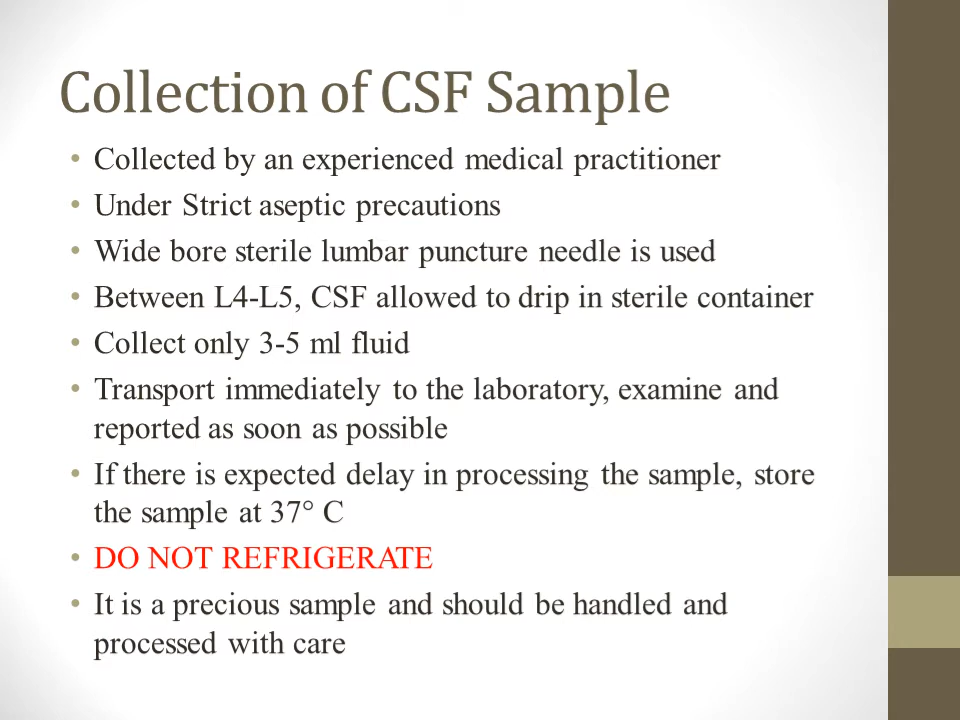 Collection of CSF Sample
• Collected by an experienced medical practitioner
• Under Strict aseptic precautions
• Wide bore sterile lumbar puncture needle is used
• Between L4-L5, CSF allowed to drip in sterile container
• Collect only 3-5 ml fluid
• Transport immediately to the laboratory, examine and
reported as soon as possible
• If there is expected delay in processing the sample, store
the sample at 37° C
• DO NOT REFRIGERATE
• It is a precious sample and should be handled and
processed with care